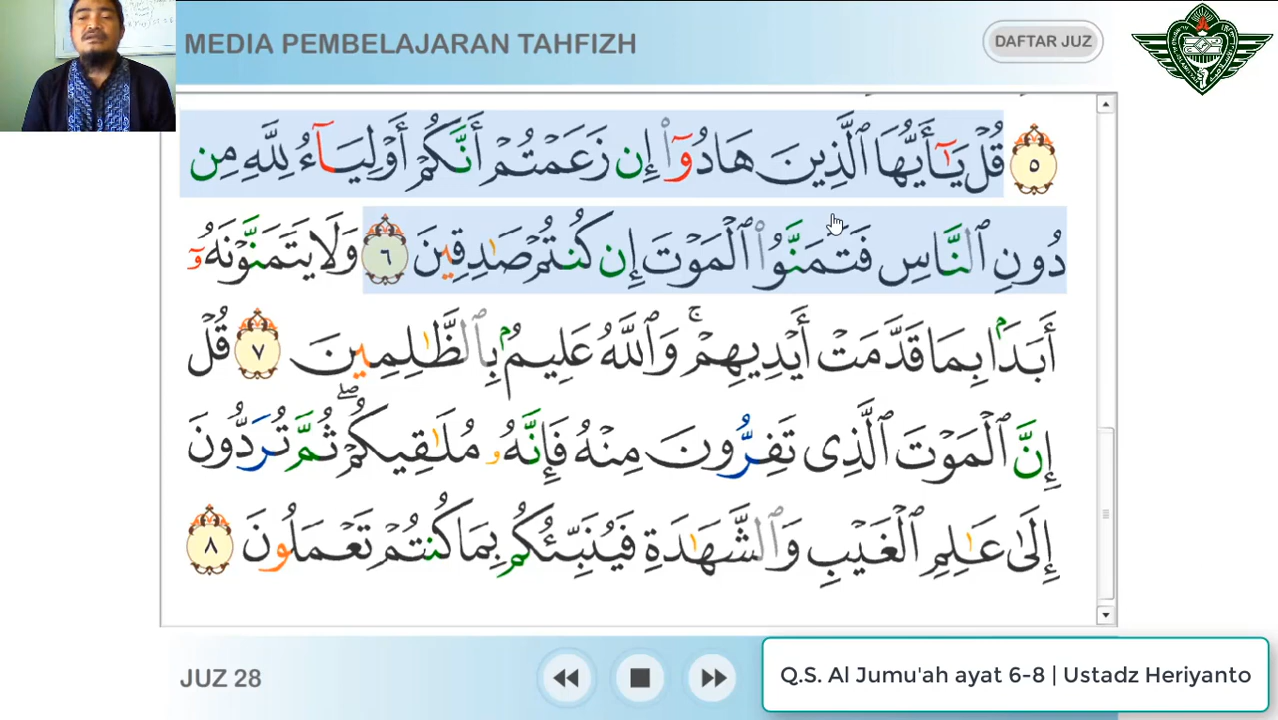 MEDIA PEMBELAJARAN TAHFIZH
DAFTAR JUZ
٥ قُلْ يَـٰٓأَيُّهَا ٱلَّذِينَ هَادُوٓا۟ إِن زَعَمْتُمْ أَنَّكُمْ أَوْلِيَآءُ لِلَّهِ مِن
دُونِ ٱلنَّاسِ فَتَمَنَّوُا۟ ٱلْمَوْتَ إِن كُنتُمْ صَـٰدِقِينَ ٦ وَلَا يَتَمَنَّوْنَهُۥٓ
أَبَدَۢا بِمَا قَدَّمَتْ أَيْدِيهِمْ ۚ وَٱللَّهُ عَلِيمُۢ بِٱلظَّـٰلِمِينَ ٧ قُلْ
إِنَّ ٱلْمَوْتَ ٱلَّذِى تَفِرُّونَ مِنْهُ فَإِنَّهُۥ مُلَـٰقِيكُمْ ۖ ثُمَّ تُرَدُّونَ
إِلَىٰ عَـٰلِمِ ٱلْغَيْبِ وَٱلشَّهَـٰدَةِ فَيُنَبِّئُكُم بِمَا كُنتُمْ تَعْمَلُونَ ٨
JUZ 28
Q.S. Al Jumu'ah ayat 6-8 | Ustadz Heriyanto